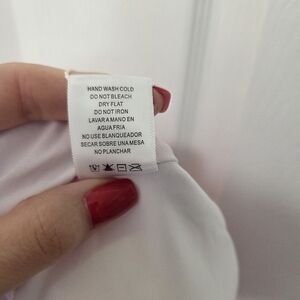 HAND WASH COLD
DO NOT BLEACH
DRY FLAT
DO NOT IRON
LAVAR A MANO EN
AGUA FRIA
NO USE BLANQUEADOR
SECAR SOBRE UNA MESA
NO PLANCHAR